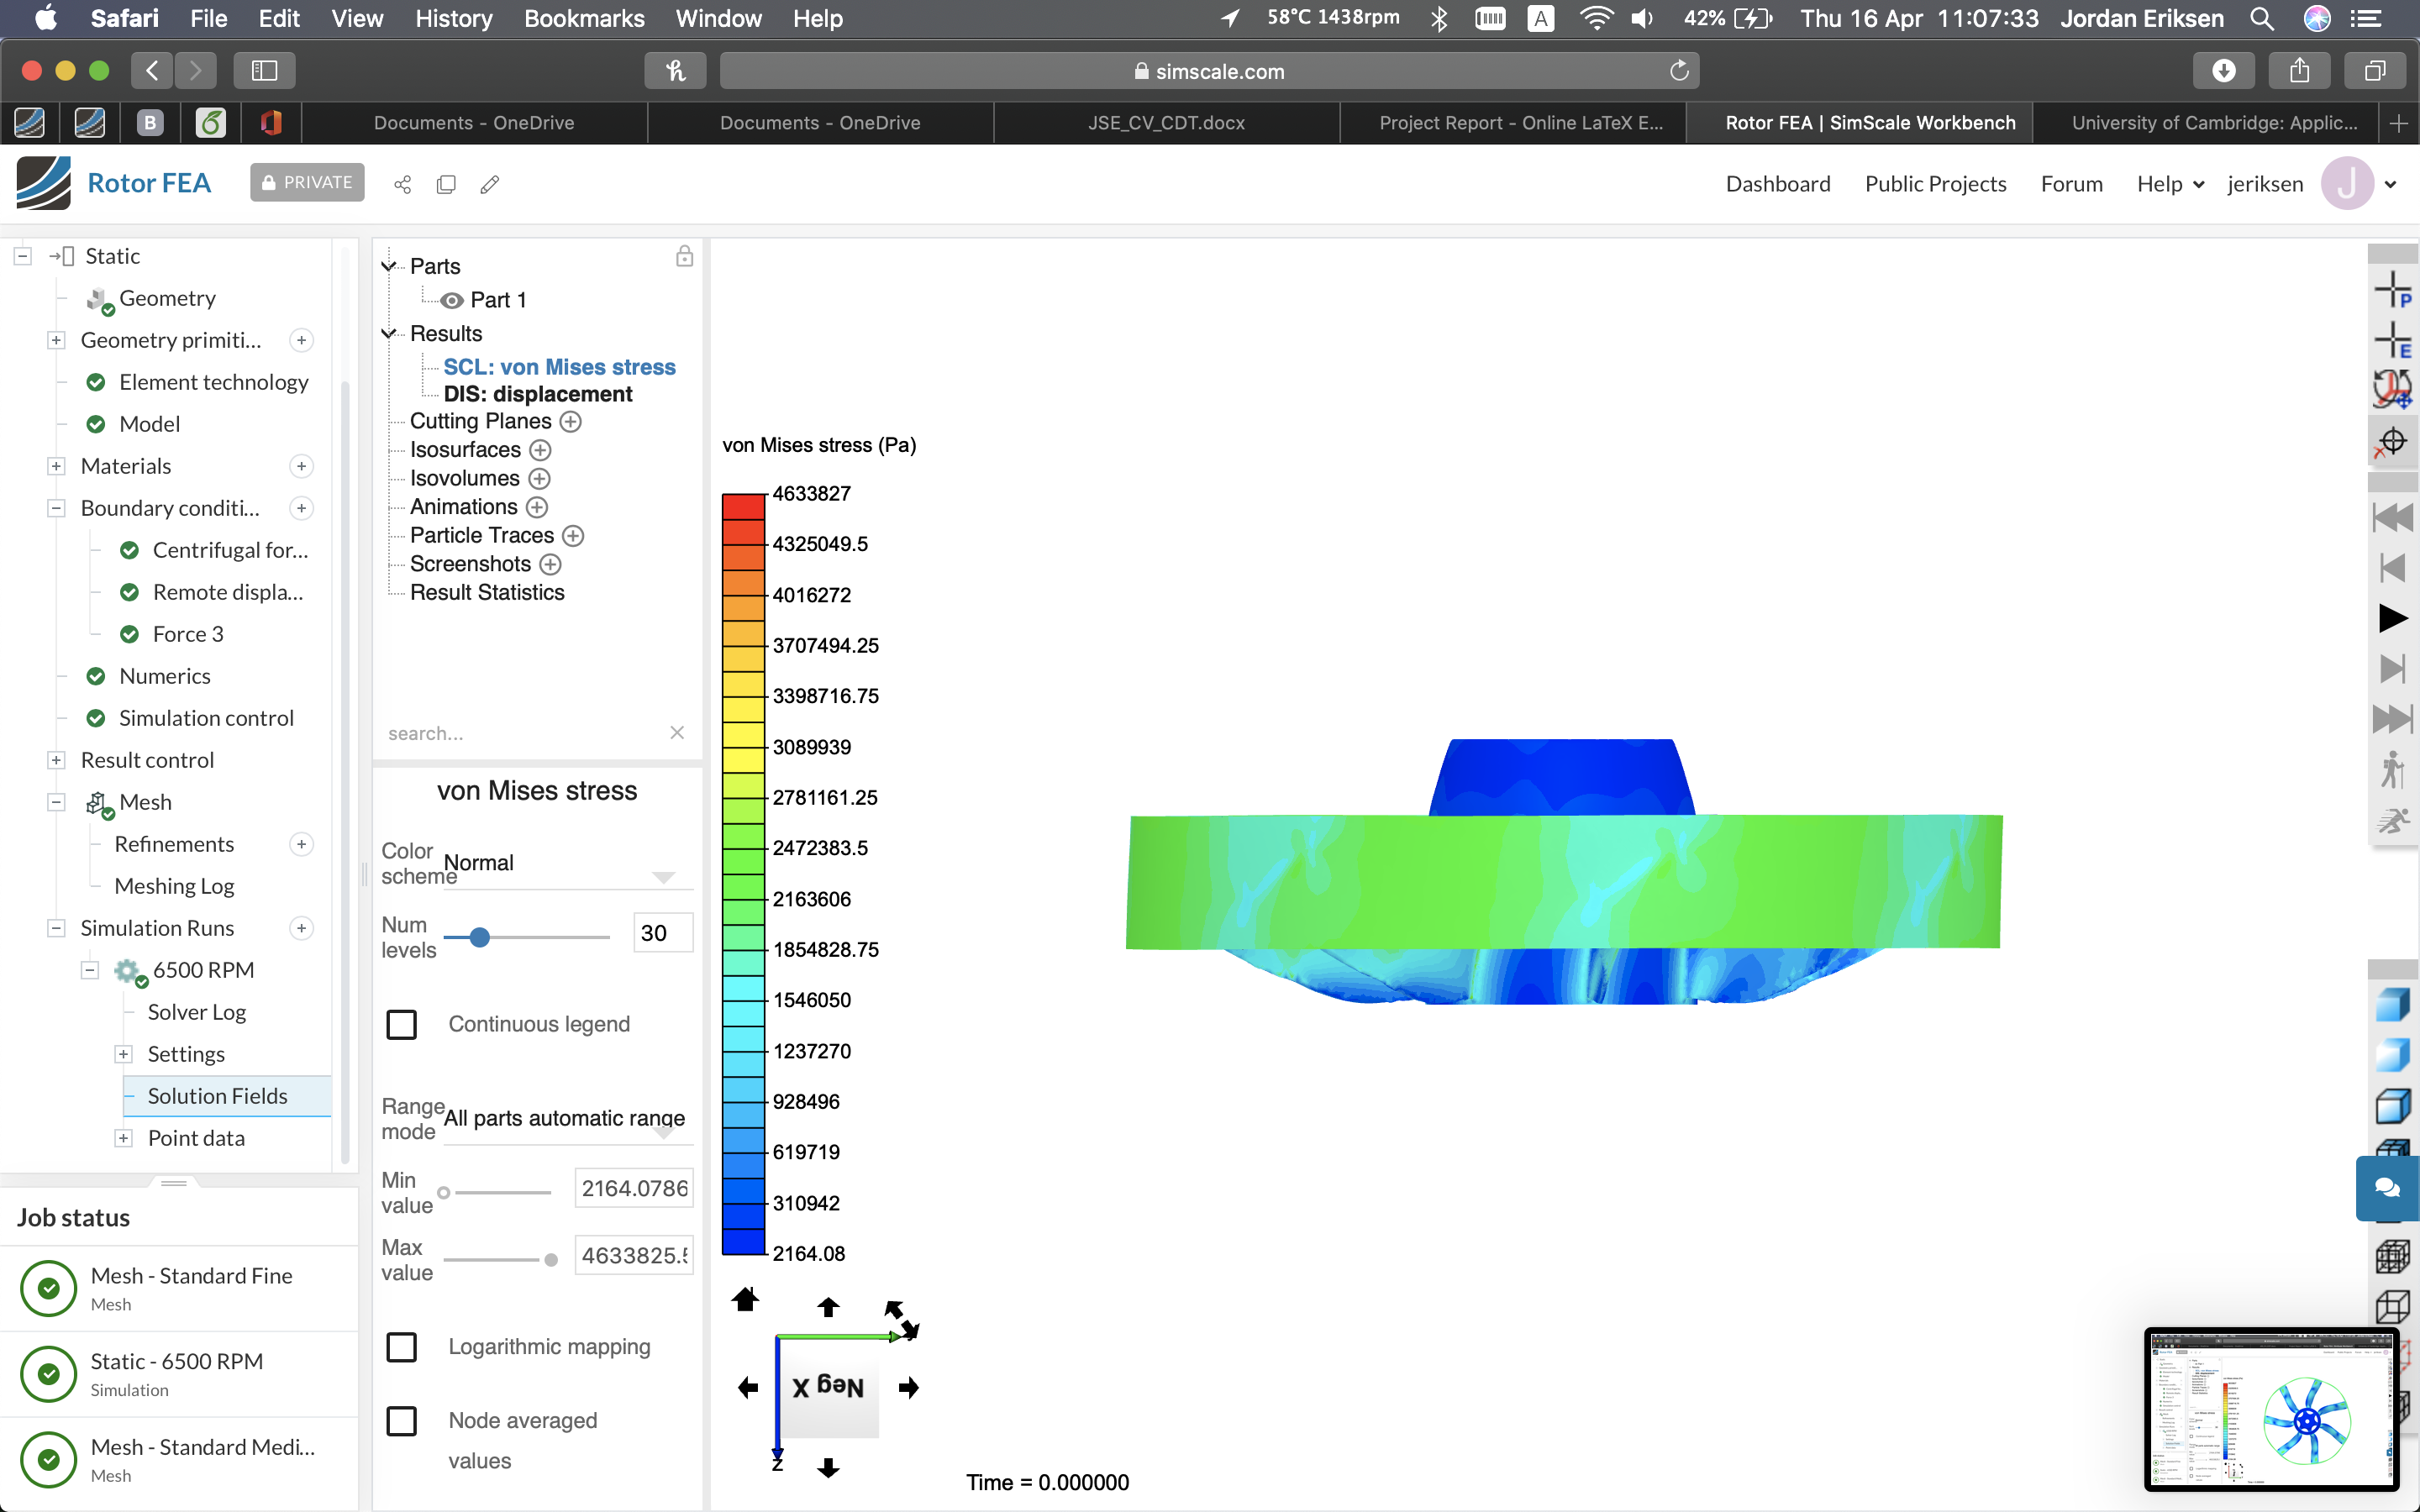 Safari File Edit View History Bookmarks Window Help 58°C 1438rpm A 42% Thu 16 Apr 11:07:33 Jordan Eriksen
simscale.com
B Documents - OneDrive Documents - OneDrive JSE_CV_CDT.docx Project Report - Online LaTeX E... Rotor FEA | SimScale Workbench University of Cambridge: Applic...
Rotor FEA PRIVATE Dashboard Public Projects Forum Help jeriksen J
Static
Geometry
Geometry primiti...
Element technology
Model
Materials
Boundary conditi...
Centrifugal for...
Remote displa...
Force 3
Numerics
Simulation control
Result control
Mesh
Refinements
Meshing Log
Simulation Runs
6500 RPM
Solver Log
Settings
Solution Fields
Point data
Job status
Mesh - Standard Fine
Mesh
Static - 6500 RPM
Simulation
Mesh - Standard Medi...
Mesh
Parts
Part 1
Results
SCL: von Mises stress
DIS: displacement
Cutting Planes
Isosurfaces
Isovolumes
Animations
Particle Traces
Screenshots
Result Statistics
search...
von Mises stress
Color scheme Normal
Num levels 30
Continuous legend
Range mode All parts automatic range
Min value 2164.0786
Max value 4633825.5
Logarithmic mapping
Node averaged
values
von Mises stress (Pa)
4633827
4325049.5
4016272
3707494.25
3398716.75
3089939
2781161.25
2472383.5
2163606
1854828.75
1546050
1237270
928496
619719
310942
2164.08
Neg X
Z
Time = 0.000000
P
E